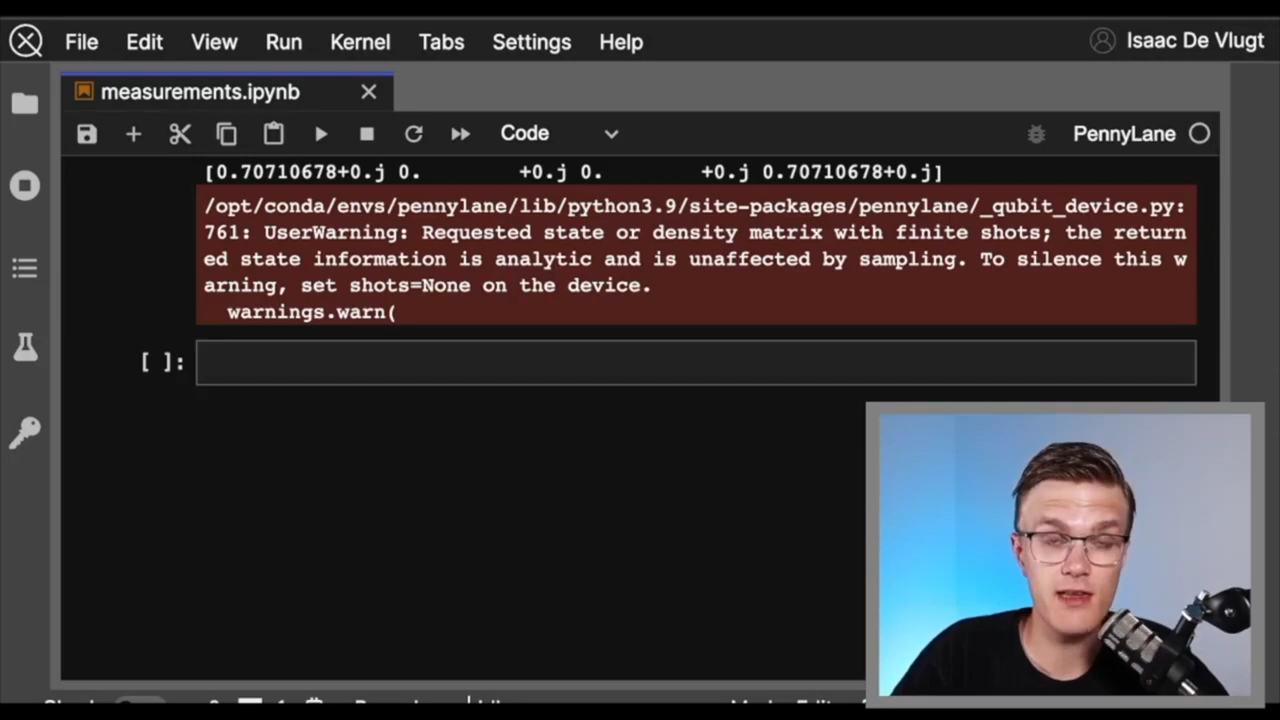 File Edit View Run Kernel Tabs Settings Help Isaac De Vlugt
measurements.ipynb
Code PennyLane
[0.70710678+0.j 0.        +0.j 0.        +0.j 0.70710678+0.j]
/opt/conda/envs/pennylane/lib/python3.9/site-packages/pennylane/_qubit_device.py:
761: UserWarning: Requested state or density matrix with finite shots; the return
ed state information is analytic and is unaffected by sampling. To silence this w
arning, set shots=None on the device.
warnings.warn(
[ ]: